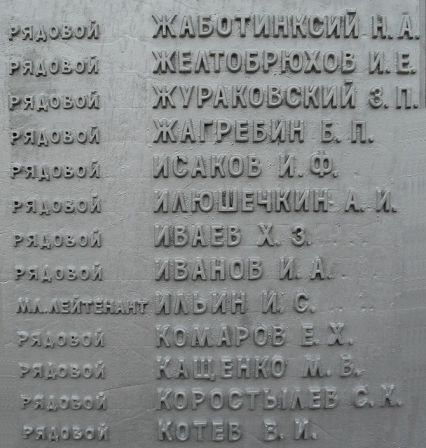 РЯДОВОЙ ЖАБОТИНКСИЙ Н. А.
РЯДОВОЙ ЖЕЛТОБРЮХОВ И. Е.
РЯДОВОЙ ЖУРАКОВСКИЙ З. П.
РЯДОВОЙ ЖАГРЕБИН Б. П.
РЯДОВОЙ ИСАКОВ И. Ф.
РЯДОВОЙ ИЛЮШЕЧКИН А. И.
РЯДОВОЙ ИВАЕВ Х. З.
РЯДОВОЙ ИВАНОВ И. А.
МЛ. ЛЕЙТЕНАНТ ИЛЬИН И. С.
РЯДОВОЙ КОМАРОВ Е. Х.
РЯДОВОЙ КАЩЕНКО М. В.
РЯДОВОЙ КОРОСТЫЛЕВ С. К.
РЯДОВОЙ КОТЕВ В. И.